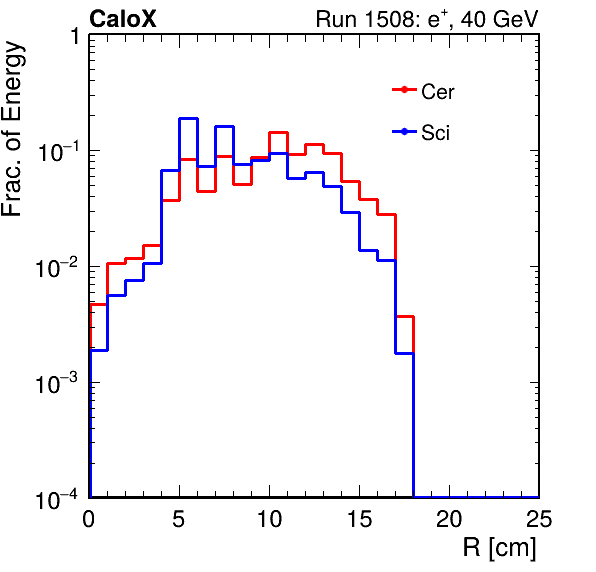 CaloX Run 1508: e⁺, 40 GeV
Frac. of Energy
1
10⁻¹
10⁻²
10⁻³
10⁻⁴
Cer
Sci
0 5 10 15 20 25
R [cm]